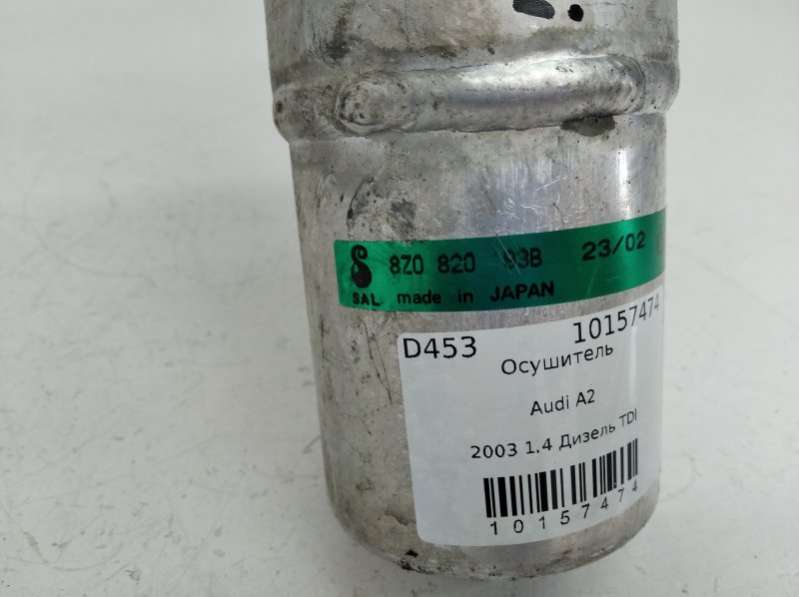 8Z0 820 93B 23/02
SAL made in JAPAN
D453 10157474
Осушитель
Audi A2
2003 1.4 Дизель TDI
10157474